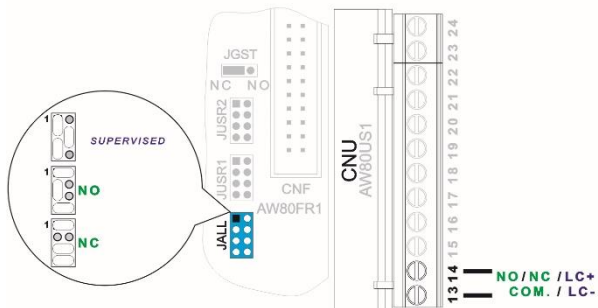 JGST
NC NO
JUSR2
JUSR1
CNF
AW80FR1
JALL
1
SUPERVISED
1
NO
1
NC
CNU
AW80US1
24
23
22
21
20
19
18
17
16
15
14
13
NO/NC/LC+
COM. / LC-